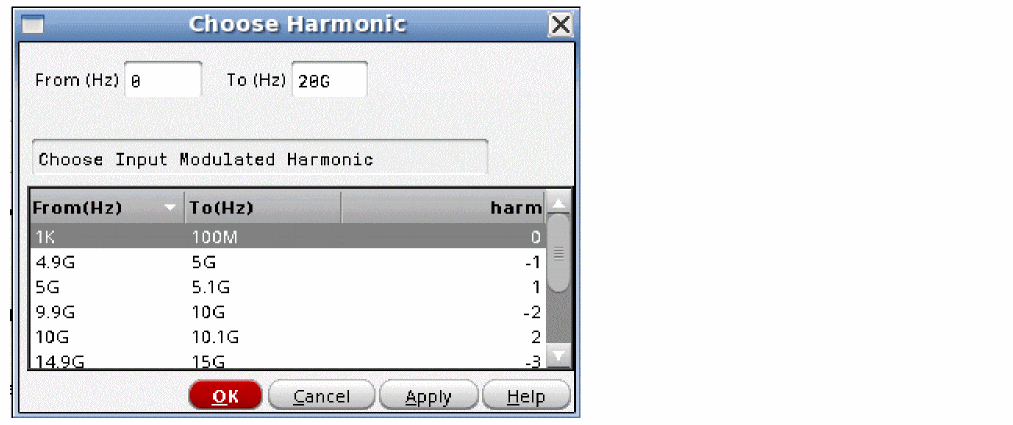 Choose Harmonic
From (Hz) 0 To (Hz) 20G
Choose Input Modulated Harmonic
From(Hz) To(Hz) harm
1K 100M 0
4.9G 5G -1
5G 5.1G 1
9.9G 10G -2
10G 10.1G 2
14.9G 15G -3
OK Cancel Apply Help